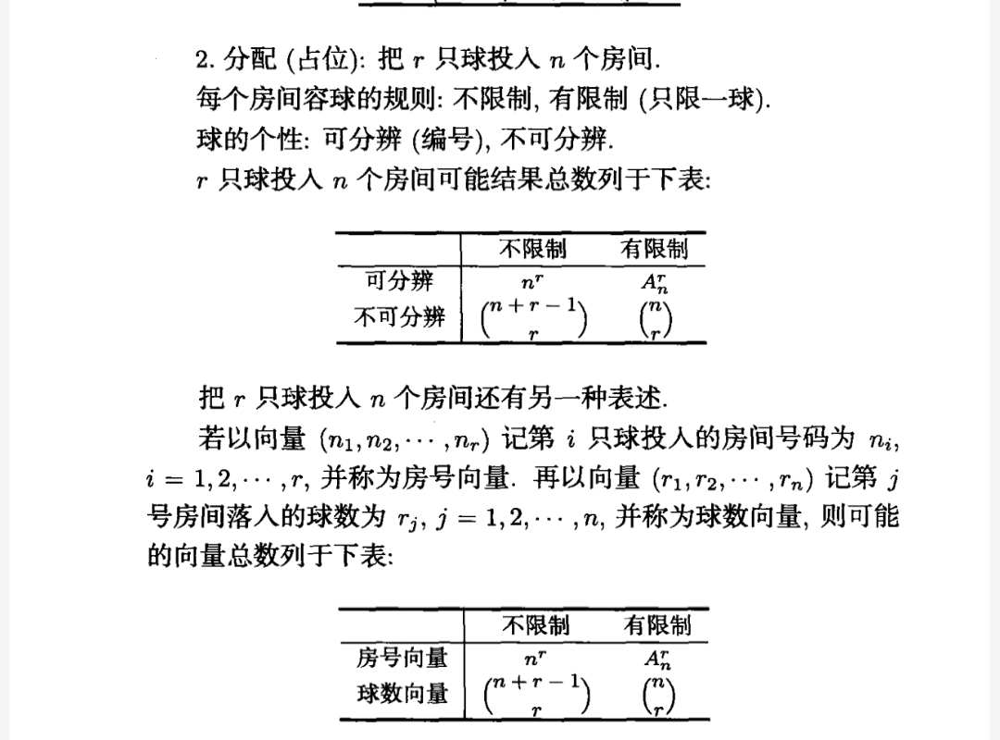 2. 分配 (占位): 把 r 只球投入 n 个房间.
每个房间容球的规则: 不限制, 有限制 (只限一球).
球的个性: 可分辨 (编号), 不可分辨.
r 只球投入 n 个房间可能结果总数列于下表:
不限制 有限制
可分辨 n^r A_n^r
不可分辨 \binom{n+r-1}{r} \binom{n}{r}
把 r 只球投入 n 个房间还有另一种表述.
若以向量 (n_1, n_2, ⋯, n_r) 记第 i 只球投入的房间号码为 n_i,
i = 1, 2, ⋯, r, 并称为房号向量. 再以向量 (r_1, r_2, ⋯, r_n) 记第 j
号房间落入的球数为 r_j, j = 1, 2, ⋯, n, 并称为球数向量, 则可能
的向量总数列于下表:
不限制 有限制
房号向量 n^r A_n^r
球数向量 \binom{n+r-1}{r} \binom{n}{r}